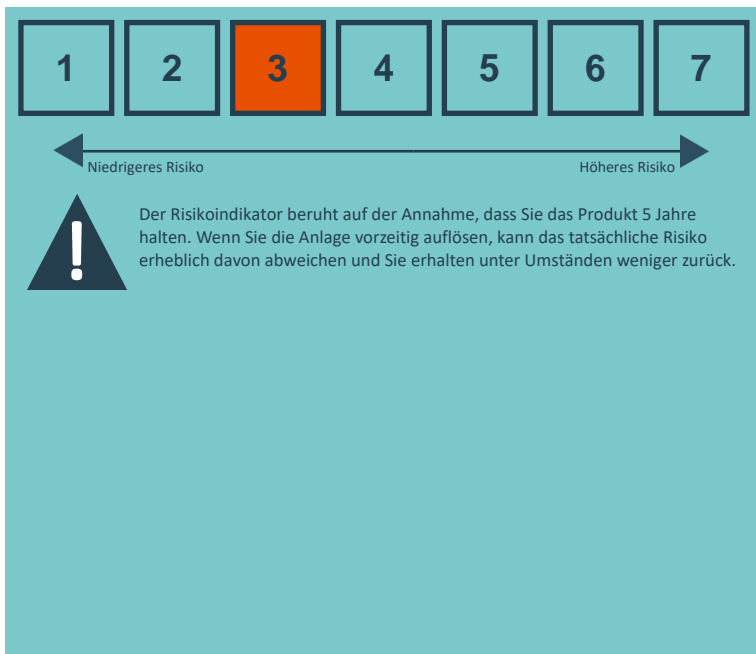 1 2 3 4 5 6 7
Niedrigeres Risiko Höheres Risiko
!
Der Risikoindikator beruht auf der Annahme, dass Sie das Produkt 5 Jahre
halten. Wenn Sie die Anlage vorzeitig auflösen, kann das tatsächliche Risiko
erheblich davon abweichen und Sie erhalten unter Umständen weniger zurück.